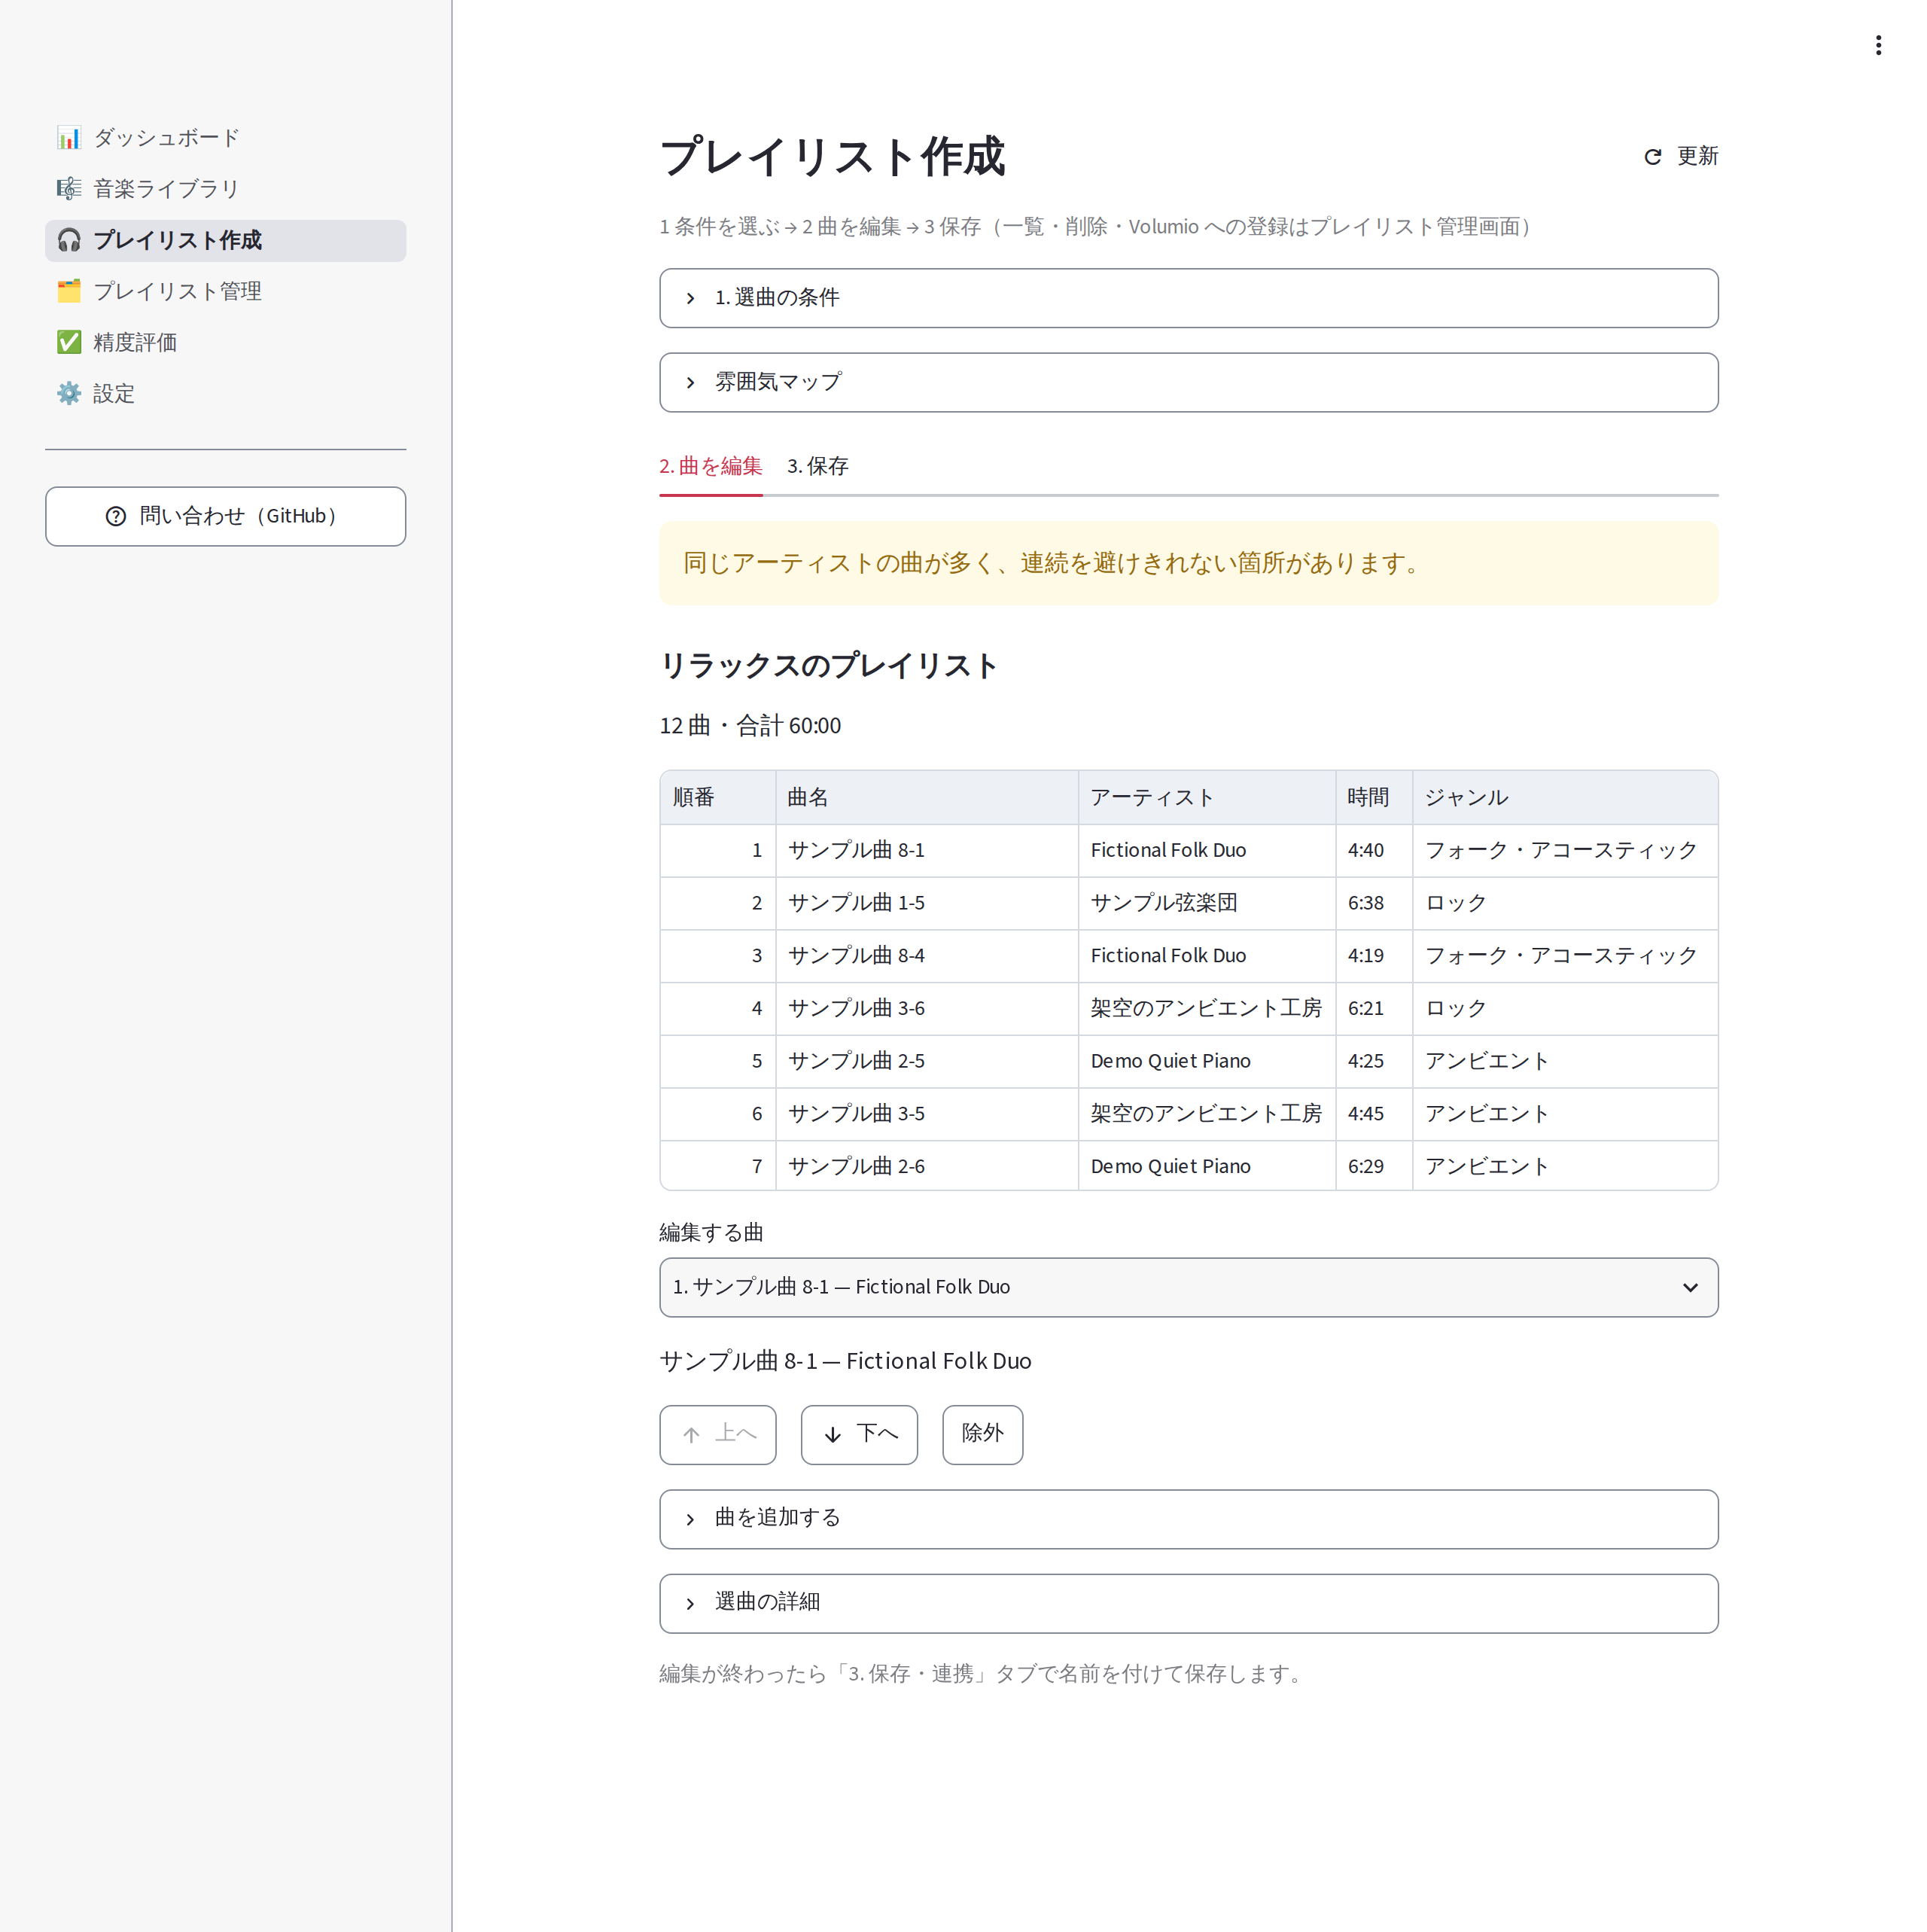 ダッシュボード
音楽ライブラリ
プレイリスト作成
プレイリスト管理
精度評価
設定
問い合わせ（GitHub）
プレイリスト作成
更新
1 条件を選ぶ → 2 曲を編集 → 3 保存（一覧・削除・Volumio への登録はプレイリスト管理画面）
1. 選曲の条件
雰囲気マップ
2. 曲を編集 3. 保存
同じアーティストの曲が多く、連続を避けきれない箇所があります。
リラックスのプレイリスト
12 曲・合計 60:00
順番 曲名 アーティスト 時間 ジャンル
1 サンプル曲 8-1 Fictional Folk Duo 4:40 フォーク・アコースティック
2 サンプル曲 1-5 サンプル弦楽団 6:38 ロック
3 サンプル曲 8-4 Fictional Folk Duo 4:19 フォーク・アコースティック
4 サンプル曲 3-6 架空のアンビエント工房 6:21 ロック
5 サンプル曲 2-5 Demo Quiet Piano 4:25 アンビエント
6 サンプル曲 3-5 架空のアンビエント工房 4:45 アンビエント
7 サンプル曲 2-6 Demo Quiet Piano 6:29 アンビエント
編集する曲
1. サンプル曲 8-1 — Fictional Folk Duo
サンプル曲 8-1 — Fictional Folk Duo
上へ 下へ 除外
曲を追加する
選曲の詳細
編集が終わったら「3. 保存・連携」タブで名前を付けて保存します。